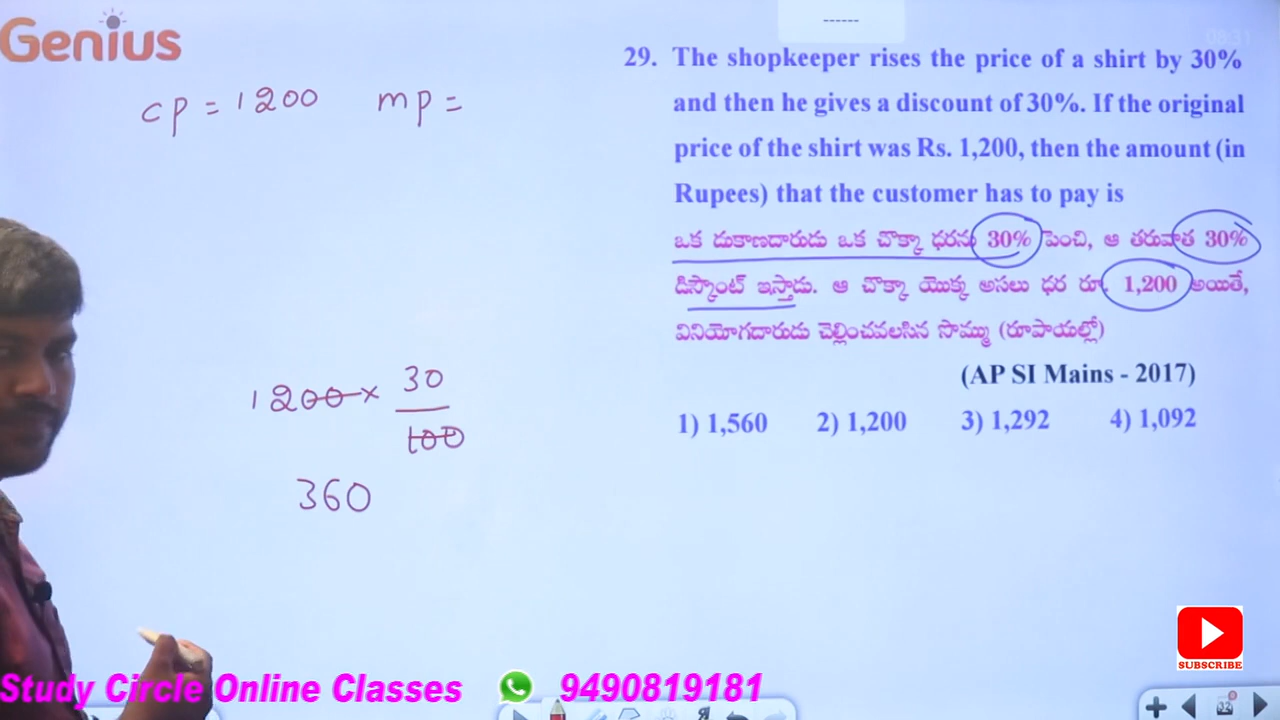 Genius
------
08:31
CP = 1200 MP =
29. The shopkeeper rises the price of a shirt by 30%
and then he gives a discount of 30%. If the original
price of the shirt was Rs. 1,200, then the amount (in
Rupees) that the customer has to pay is
ఒక దుకాణదారుడు ఒక చొక్కా ధరను 30% పెంచి, ఆ తరువాత 30%
డిస్కౌంట్ ఇస్తాడు. ఆ చొక్కా యొక్క అసలు ధర రూ. 1,200 అయితే,
వినియోగదారుడు చెల్లించవలసిన సొమ్ము (రూపాయల్లో)
(AP SI Mains - 2017)
1) 1,560 2) 1,200 3) 1,292 4) 1,092
1200 × 30
100
360
SUBSCRIBE
Study Circle Online Classes 9490819181
32